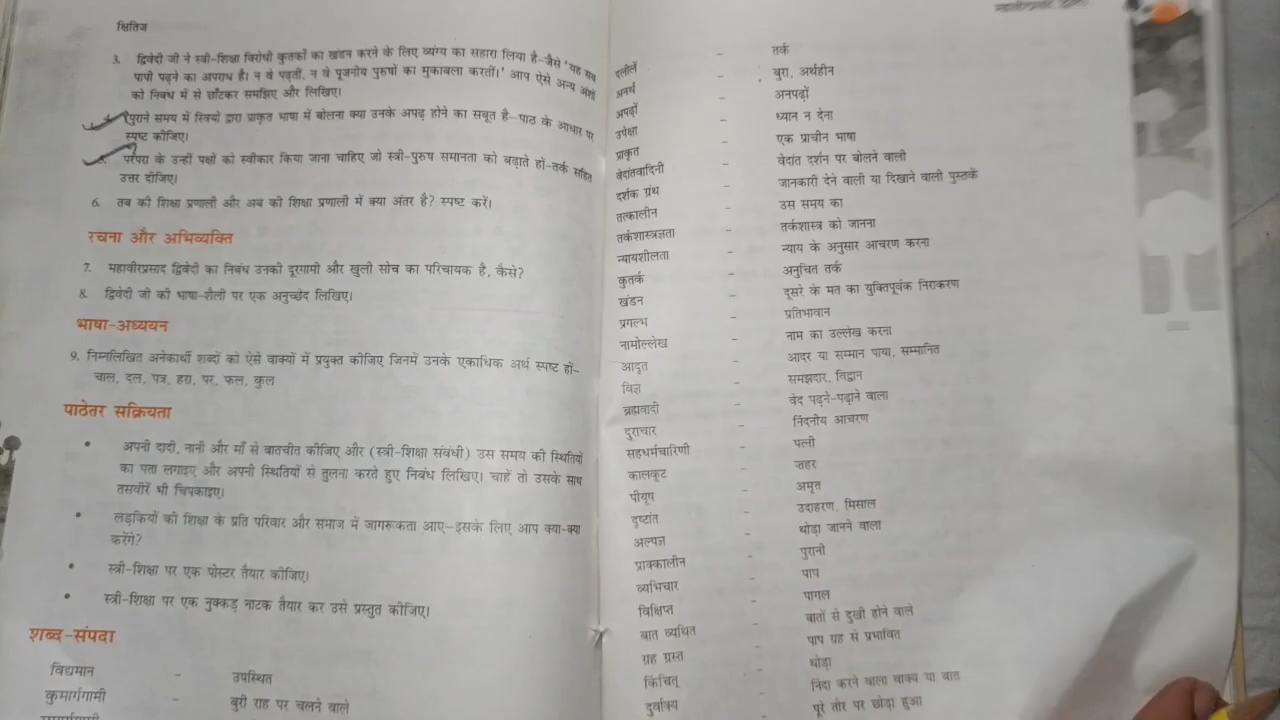 क्षितिज
3. द्विवेदी जी ने स्त्री-शिक्षा विरोधी कुतर्कों का खंडन करने के लिए व्यंग्य का सहारा लिया है–जैसे 'यह सब
पापी पढ़ने का अपराध है। न वे पढ़तीं, न वे पूजनीय पुरुषों का मुकाबला करतीं।' आप ऐसे अन्य अंशों
को निबंध में से छाँटकर समझिए और लिखिए।
4. पुराने समय में स्त्रियों द्वारा प्राकृत भाषा में बोलना क्या उनके अपढ़ होने का सबूत है–पाठ के आधार पर
स्पष्ट कीजिए।
परंपरा के उन्हीं पक्षों को स्वीकार किया जाना चाहिए जो स्त्री-पुरुष समानता को बढ़ाते हों–तर्क सहित
उत्तर दीजिए।
6. तब की शिक्षा प्रणाली और अब की शिक्षा प्रणाली में क्या अंतर है? स्पष्ट करें।
रचना और अभिव्यक्ति
7. महावीरप्रसाद द्विवेदी का निबंध उनकी दूरगामी और खुली सोच का परिचायक है, कैसे?
8. द्विवेदी जी की भाषा-शैली पर एक अनुच्छेद लिखिए।
भाषा-अध्ययन
9. निम्नलिखित अनेकार्थी शब्दों को ऐसे वाक्यों में प्रयुक्त कीजिए जिनमें उनके एकाधिक अर्थ स्पष्ट हों–
चाल, दल, पत्र, हरा, पर, फल, कुल
पाठेतर सक्रियता
• अपनी दादी, नानी और माँ से बातचीत कीजिए और (स्त्री-शिक्षा संबंधी) उस समय की स्थितियों
का पता लगाइए और अपनी स्थितियों से तुलना करते हुए निबंध लिखिए। चाहें तो उसके साथ
तसवीरें भी चिपकाइए।
• लड़कियों की शिक्षा के प्रति परिवार और समाज में जागरूकता आए–इसके लिए आप क्या-क्या
करेंगे?
• स्त्री-शिक्षा पर एक पोस्टर तैयार कीजिए।
• स्त्री-शिक्षा पर एक नुक्कड़ नाटक तैयार कर उसे प्रस्तुत कीजिए।
शब्द-संपदा
विद्यमान - उपस्थित
कुमार्गगामी - बुरी राह पर चलने वाले
दलीलें - तर्क
अनर्थ - बुरा, अर्थहीन
अपढ़ों - अनपढ़ों
उपेक्षा - ध्यान न देना
प्राकृत - एक प्राचीन भाषा
वेदांतवादिनी - वेदांत दर्शन पर बोलने वाली
दर्शक ग्रंथ - जानकारी देने वाली या दिखाने वाली पुस्तकें
तत्कालीन - उस समय का
तर्कशास्त्रज्ञता - तर्कशास्त्र को जानना
न्यायशीलता - न्याय के अनुसार आचरण करना
कुतर्क - अनुचित तर्क
खंडन - दूसरे के मत का युक्तिपूर्वक निराकरण
प्रगल्भ - प्रतिभावान
नामोल्लेख - नाम का उल्लेख करना
आदृत - आदर या सम्मान पाया, सम्मानित
विज्ञ - समझदार, विद्वान
ब्रह्मवादी - वेद पढ़ने-पढ़ाने वाला
दुराचार - निंदनीय आचरण
सहधर्मचारिणी - पत्नी
कालकूट - ज़हर
पीयूष - अमृत
दृष्टांत - उदाहरण, मिसाल
अल्पज्ञ - थोड़ा जानने वाला
प्राक्कालीन - पुरानी
व्यभिचार - पाप
विक्षिप्त - पागल
बात व्यथित - बातों से दुखी होने वाले
ग्रह ग्रस्त - पाप ग्रह से प्रभावित
किंचित् - थोड़ा
दुर्वाक्य - निंदा करने वाला वाक्य या बात
पूरे तौर पर छोड़ा हुआ